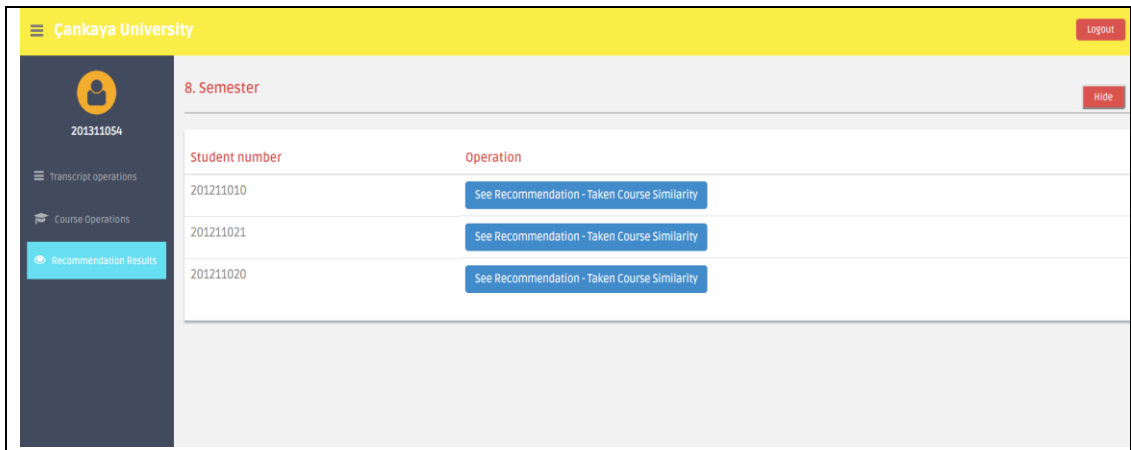 Çankaya University
Logout
201311054
Transcript operations
Course Operations
Recommendation Results
8. Semester
Hide
Student number Operation
201211010 See Recommendation - Taken Course Similarity
201211021 See Recommendation - Taken Course Similarity
201211020 See Recommendation - Taken Course Similarity